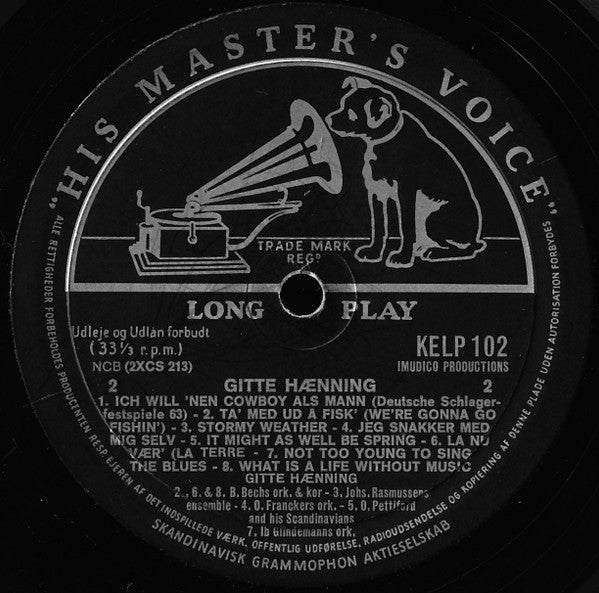 "HIS MASTER'S VOICE"
TRADE MARK
REGD
LONG PLAY
Udleje og Udlån forbudt
( 33 1/3 r.p.m.)
NCB (2XCS 213)
KELP 102
IMUDICO PRODUCTIONS
2 GITTE HÆNNING 2
1. ICH WILL 'NEN COWBOY ALS MANN (Deutsche Schlager-
festspiele 63) - 2. TA' MED UD Å FISK' (WE'RE GONNA GO
FISHIN') - 3. STORMY WEATHER - 4. JEG SNAKKER MED
MIG SELV - 5. IT MIGHT AS WELL BE SPRING - 6. LA NU
VÆR' (LA TERRE - 7. NOT TOO YOUNG TO SING
THE BLUES - 8. WHAT IS A LIFE WITHOUT MUSIC
GITTE HÆNNING
2., 6. & 8. B. Bechs ork. & kor - 3. Johs. Rasmussens
ensemble - 4. O. Franckers ork. - 5. O. Pettiford
and his Scandinavians
7. Ib Glindemanns ork.
ALLE RETTIGHEDER FORBEHOLDES PRODUCENTEN RESP. EJEREN AF DET INDSPILLEDE VÆRK. OFFENTLIG UDFØRELSE, RADIOUDSENDELSE OG KOPIERING AF DENNE PLADE UDEN AUTORISATION FORBYDES
SKANDINAVISK GRAMMOPHON AKTIESELSKAB